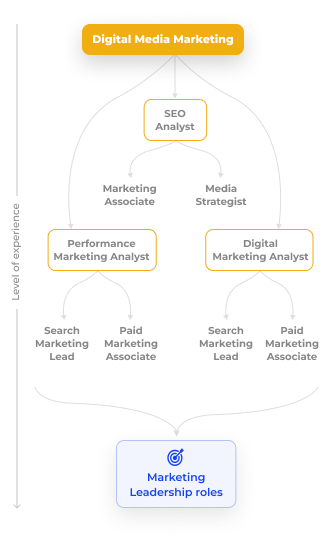 Digital Media Marketing
SEO
Analyst
Marketing
Associate
Media
Strategist
Level of experience
Performance
Marketing Analyst
Digital
Marketing Analyst
Search
Marketing
Lead
Paid
Marketing
Associate
Search
Marketing
Lead
Paid
Marketing
Associate
Marketing
Leadership roles